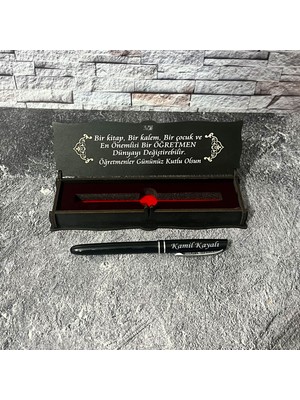 Bir kitap, Bir kalem, Bir çocuk ve
En Önemlisi Bir ÖĞRETMEN
Dünyayı Değiştirebilir.
Öğretmenler Gününüz Kutlu Olsun
Kamil Kayalı